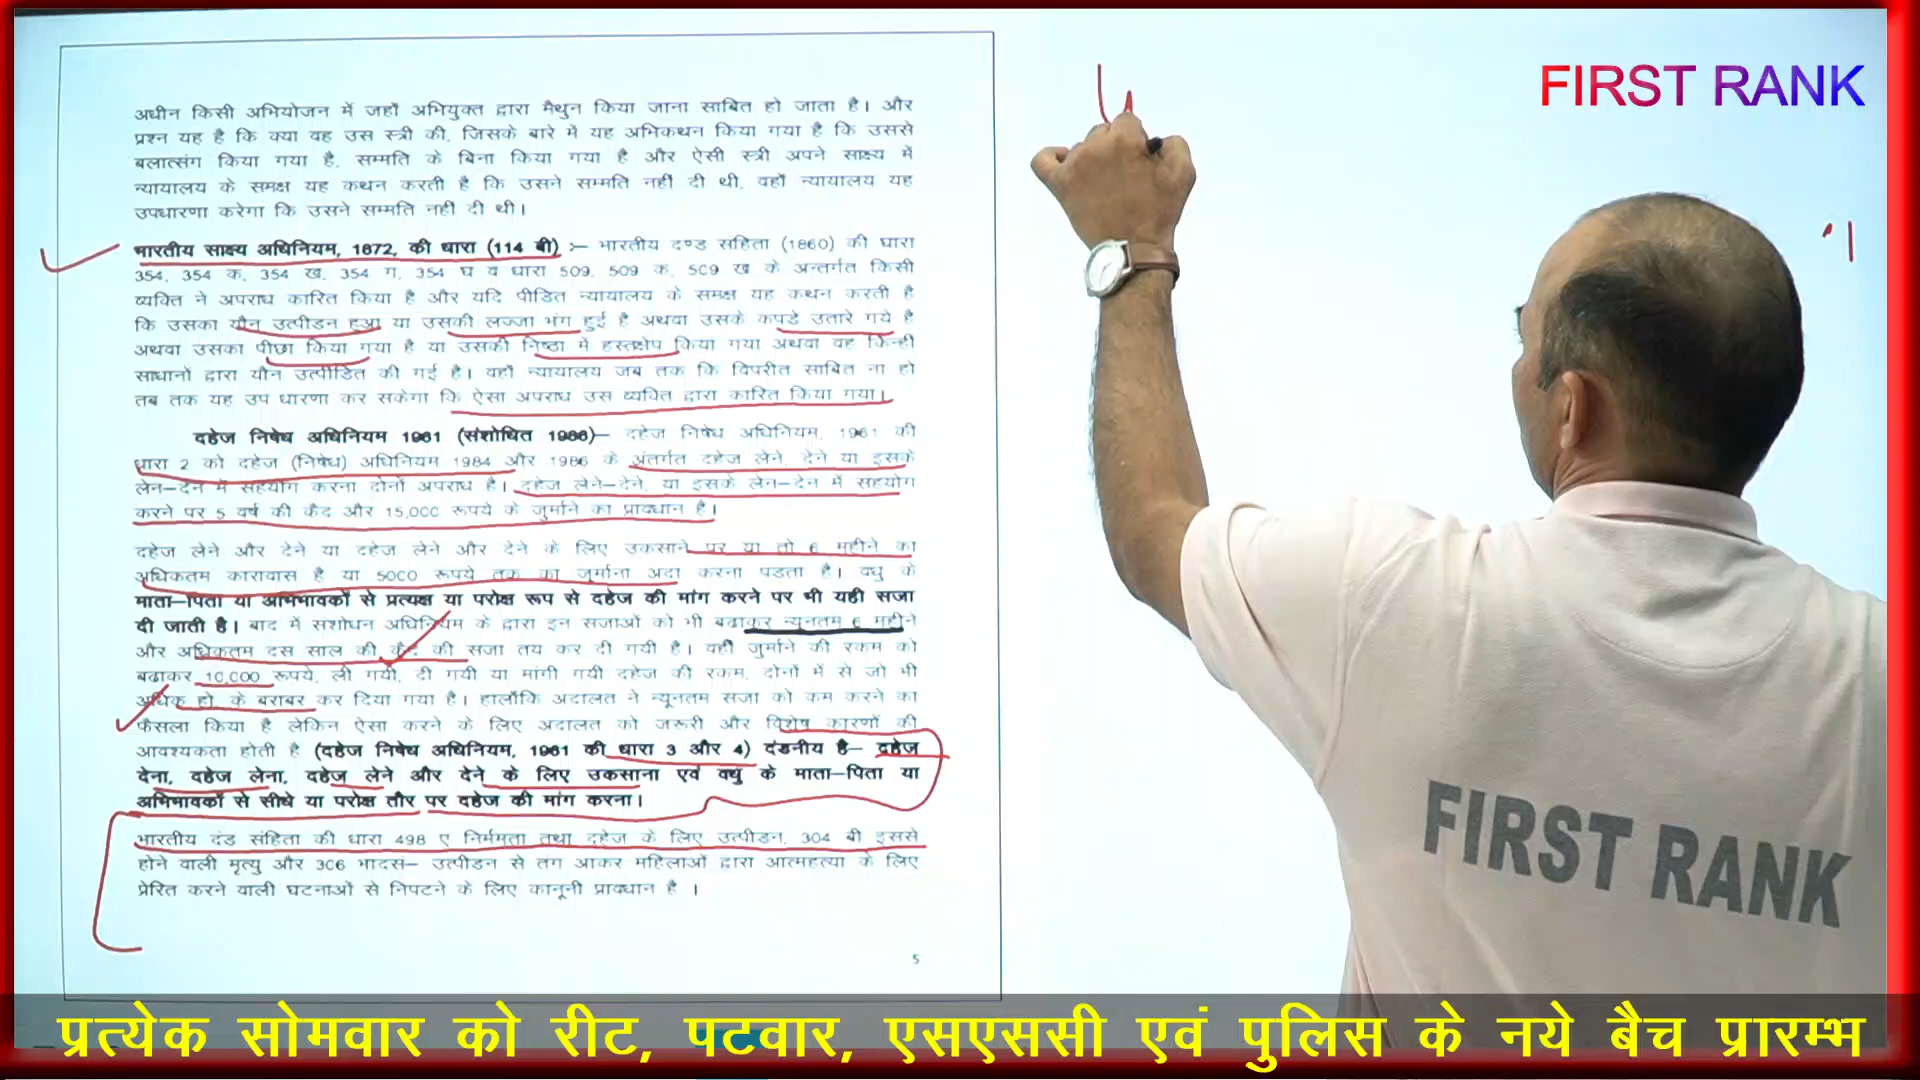 अधीन किसी अभियोजन में जहाँ अभियुक्त द्वारा मैथुन किया जाना साबित हो जाता है। और
प्रश्न यह है कि क्या वह उस स्त्री की, जिसके बारे में यह अभिकथन किया गया है कि उससे
बलात्संग किया गया है, सम्मति के बिना किया गया है और ऐसी स्त्री अपने साक्ष्य में
न्यायालय के समक्ष यह कथन करती है कि उसने सम्मति नहीं दी थी, वहाँ न्यायालय यह
उपधारणा करेगा कि उसने सम्मति नहीं दी थी।
भारतीय साक्ष्य अधिनियम, 1872, की धारा (114 बी) :– भारतीय दण्ड सहिता (1860) की धारा
354, 354 क, 354 ख, 354 ग, 354 घ व धारा 509, 509 क, 509 ख के अन्तर्गत किसी
व्यक्ति ने अपराध कारित किया है और यदि पीडित न्यायालय के समक्ष यह कथन करती है
कि उसका यौन उत्पीडन हुआ या उसकी लज्जा भंग हुई है अथवा उसके कपडे उतारे गये है
अथवा उसका पीछा किया गया है या उसकी निष्ठा में हस्तक्षेप किया गया अथवा वह किन्ही
साधानों द्वारा यौन उत्पीडित की गई है। वहाँ न्यायालय जब तक कि विपरीत साबित ना हो
तब तक यह उप धारणा कर सकेगा कि ऐसा अपराध उस व्यक्ति द्वारा कारित किया गया।
दहेज निषेध अधिनियम 1961 (संशोधित 1986)– दहेज निषेध अधिनियम, 1961 की
धारा 2 को दहेज (निषेध) अधिनियम 1984 और 1986 के अंतर्गत दहेज लेने, देने या इसके
लेन–देन में सहयोग करना दोनों अपराध है। दहेज लेने–देने, या इसके लेन–देन में सहयोग
करने पर 5 वर्ष की कैद और 15,000 रूपये के जुर्माने का प्रावधान है।
दहेज लेने और देने या दहेज लेने और देने के लिए उकसाने पर या तो 6 महीने का
अधिकतम कारावास है या 5000 रूपये तक का जुर्माना अदा करना पडता है। वधु के
माता–पिता या अभिभावकों से प्रत्यक्ष या परोक्ष रूप से दहेज की मांग करने पर भी यही सजा
दी जाती है। बाद में सशोधन अधिनियम के द्वारा इन सजाओं को भी बढाकर न्यूनतम 6 महीने
और अधिकतम दस साल की कैद की सजा तय कर दी गयी है। वहीं जुर्माने की रकम को
बढाकर 10,000 रूपये, ली गयी, दी गयी या मांगी गयी दहेज की रकम, दोनों में से जो भी
अधिक हो, के बराबर कर दिया गया है। हालाँकि अदालत ने न्यूनतम सजा को कम करने का
फैसला किया है लेकिन ऐसा करने के लिए अदालत को जरूरी और विशेष कारणों की
आवश्यकता होती है (दहेज निषेध अधिनियम, 1961 की धारा 3 और 4) दंडनीय है– दहेज
देना, दहेज लेना, दहेज लेने और देने के लिए उकसाना एवं वधु के माता–पिता या
अभिभावकों से सीधे या परोक्ष तौर पर दहेज की मांग करना।
भारतीय दंड संहिता की धारा 498 ए निर्ममता तथा दहेज के लिए उत्पीडन, 304 बी इससे
होने वाली मृत्यु और 306 भादसं– उत्पीडन से तग आकर महिलाओं द्वारा आत्महत्या के लिए
प्रेरित करने वाली घटनाओं से निपटने के लिए कानूनी प्रावधान है ।
5
FIRST RANK
FIRST RANK
प्रत्येक सोमवार को रीट, पटवार, एसएससी एवं पुलिस के नये बैच प्रारम्भ